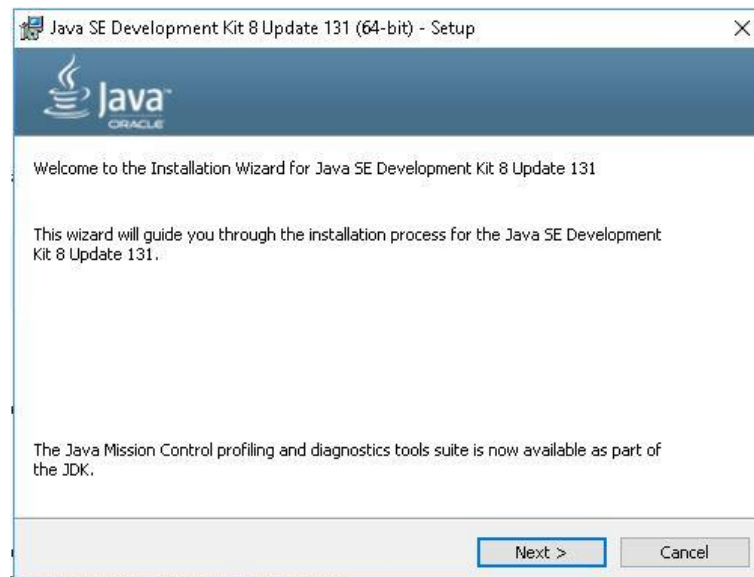 Java SE Development Kit 8 Update 131 (64-bit) - Setup
Java™
ORACLE
Welcome to the Installation Wizard for Java SE Development Kit 8 Update 131
This wizard will guide you through the installation process for the Java SE Development
Kit 8 Update 131.
The Java Mission Control profiling and diagnostics tools suite is now available as part of
the JDK.
Next >
Cancel